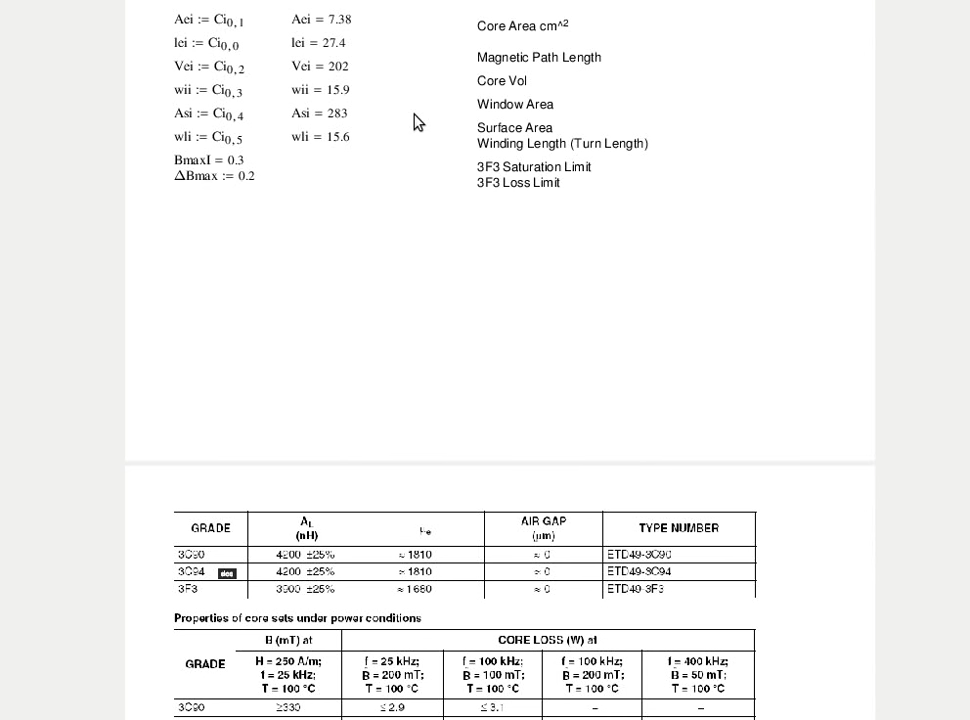 Aei := Ci0,1 Aei = 7.38 Core Area cm^2
lei := Ci0,0 lei = 27.4 Magnetic Path Length
Vei := Ci0,2 Vei = 202 Core Vol
wii := Ci0,3 wii = 15.9 Window Area
Asi := Ci0,4 Asi = 283 Surface Area
wli := Ci0,5 wli = 15.6 Winding Length (Turn Length)
BmaxI = 0.3 3F3 Saturation Limit
ΔBmax := 0.2 3F3 Loss Limit
GRADE AL (nH) μe AIR GAP (μm) TYPE NUMBER
3C90 4200 ±25% ≈ 1810 ≈ 0 ETD49-3C90
3C94 des 4200 ±25% ≈ 1810 ≈ 0 ETD49-3C94
3F3 3900 ±25% ≈ 1680 ≈ 0 ETD49-3F3
Properties of core sets under power conditions
B (mT) at CORE LOSS (W) at
GRADE H = 250 A/m; f = 25 kHz; f = 100 kHz; f = 100 kHz; f = 400 kHz;
f = 25 kHz; B = 200 mT; B = 100 mT; B = 200 mT; B = 50 mT;
T = 100 °C T = 100 °C T = 100 °C T = 100 °C T = 100 °C
3C90 ≥330 ≤ 2.9 ≤ 3.1 – –